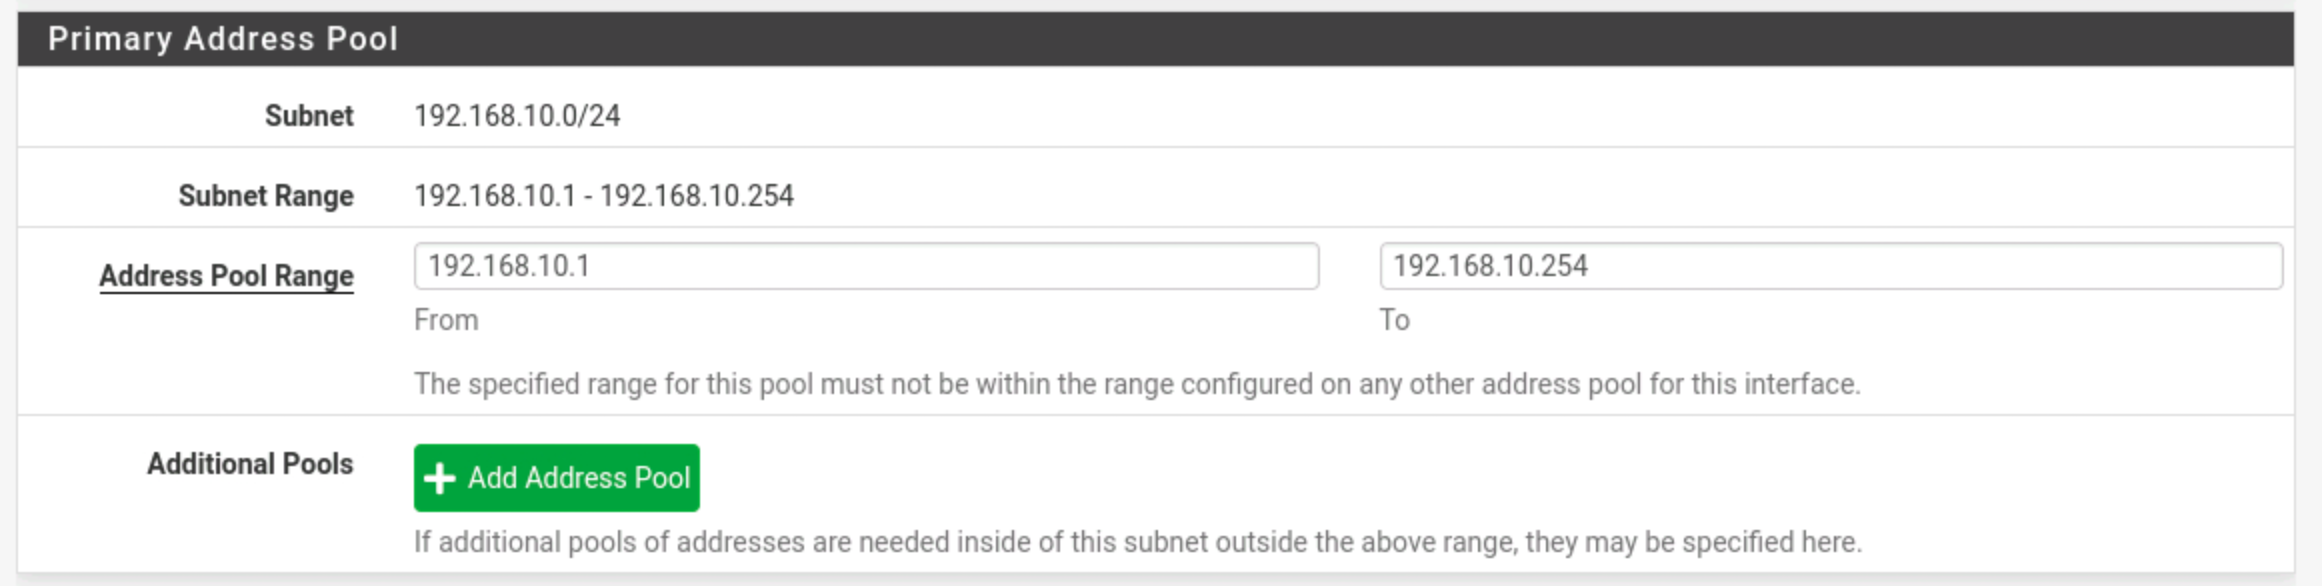 Primary Address Pool
Subnet 192.168.10.0/24
Subnet Range 192.168.10.1 - 192.168.10.254
Address Pool Range 192.168.10.1 192.168.10.254
From To
The specified range for this pool must not be within the range configured on any other address pool for this interface.
Additional Pools Add Address Pool
If additional pools of addresses are needed inside of this subnet outside the above range, they may be specified here.